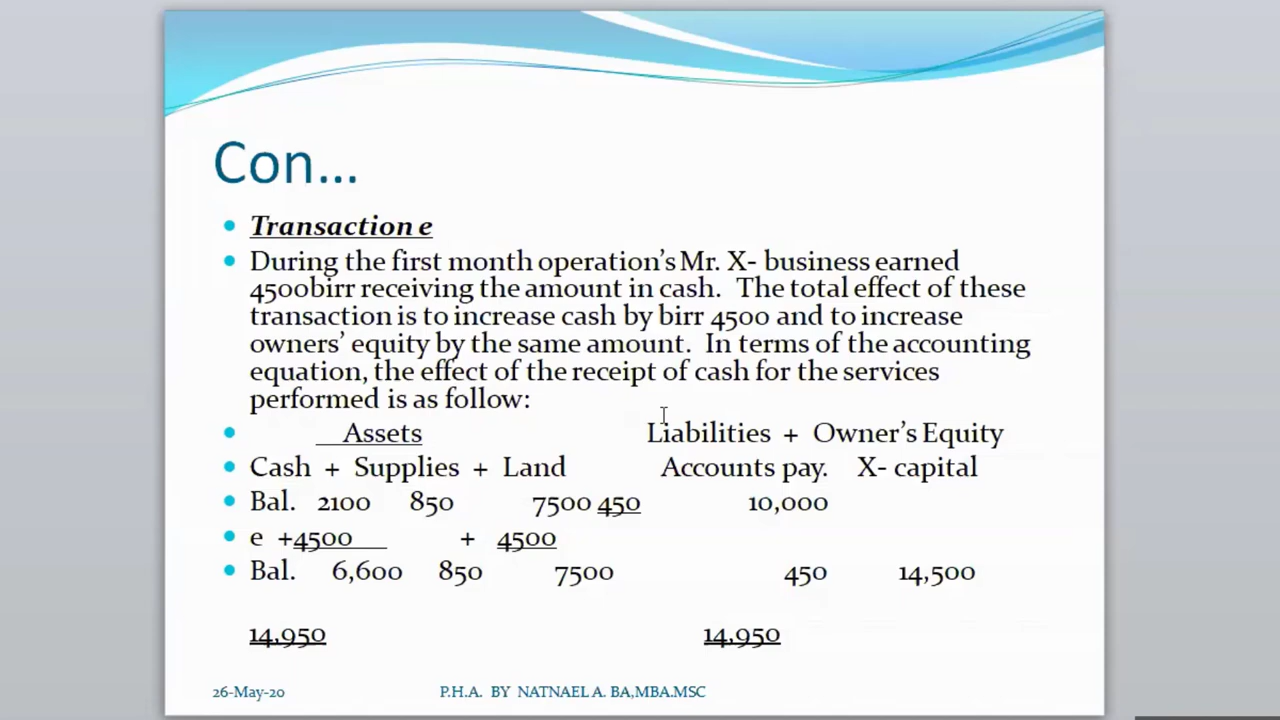 Con...
Transaction e
During the first month operation's Mr. X- business earned
4500birr receiving the amount in cash. The total effect of these
transaction is to increase cash by birr 4500 and to increase
owners' equity by the same amount. In terms of the accounting
equation, the effect of the receipt of cash for the services
performed is as follow:
Assets Liabilities + Owner's Equity
Cash + Supplies + Land Accounts pay. X- capital
Bal. 2100 850 7500 450 10,000
e +4500 + 4500
Bal. 6,600 850 7500 450 14,500
14,950 14,950
26-May-20 P.H.A. BY NATNAEL A. BA,MBA.MSC